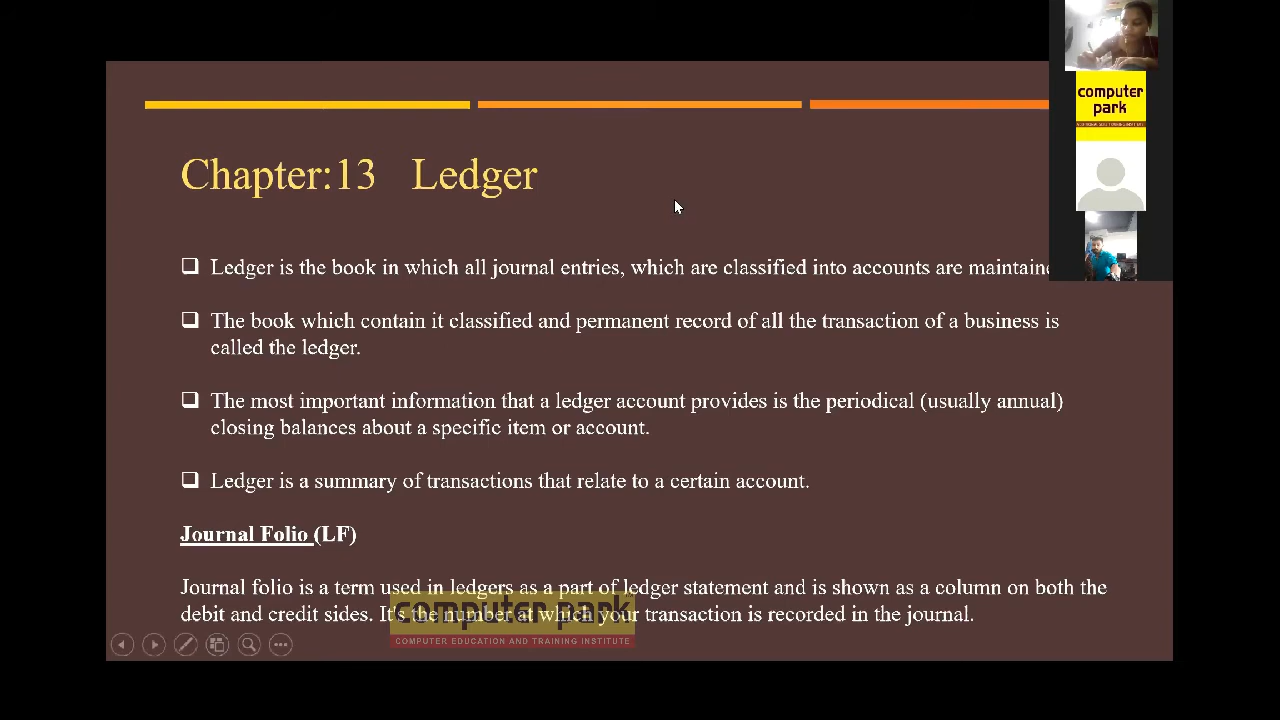 Chapter:13 Ledger
Ledger is the book in which all journal entries, which are classified into accounts are
The book which contain it classified and permanent record of all the transaction of a business is
called the ledger.
The most important information that a ledger account provides is the periodical (usually annual)
closing balances about a specific item or account.
Ledger is a summary of transactions that relate to a certain account.
Journal Folio (LF)
Journal folio is a term used in ledgers as a part of ledger statement and is shown as a column on both the
debit and credit sides. It's the number at which your transaction is recorded in the journal.
computer park
COMPUTER EDUCATION AND TRAINING INSTITUTE
computer
park